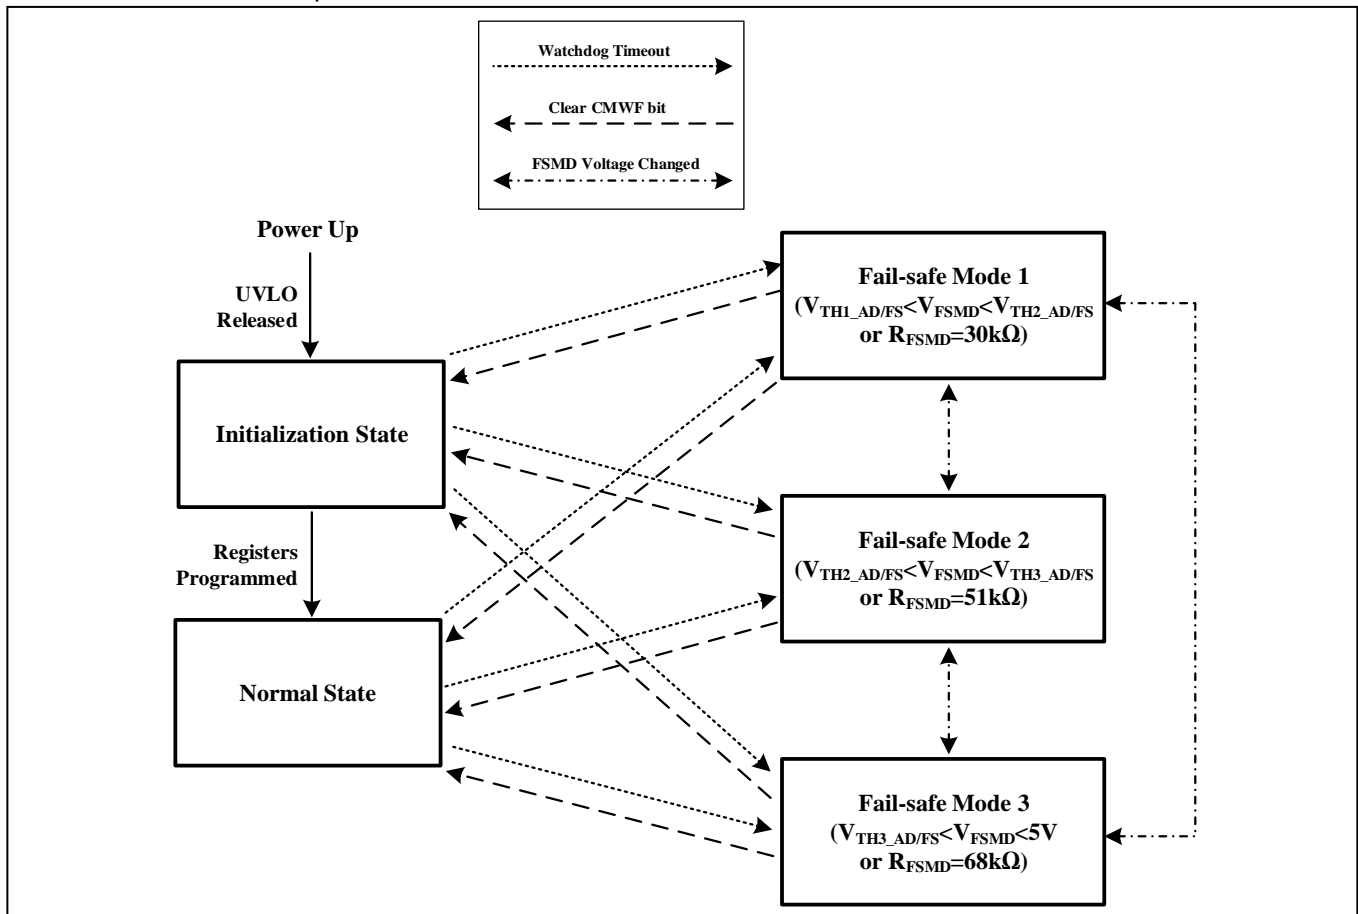 Watchdog Timeout
Clear CMWF bit
FSMD Voltage Changed
Power Up
UVLO
Released
Initialization State
Registers
Programmed
Normal State
Fail-safe Mode 1
(VTH1_AD/FS<VFSMD<VTH2_AD/FS
or RFSMD=30kΩ)
Fail-safe Mode 2
(VTH2_AD/FS<VFSMD<VTH3_AD/FS
or RFSMD=51kΩ)
Fail-safe Mode 3
(VTH3_AD/FS<VFSMD<5V
or RFSMD=68kΩ)